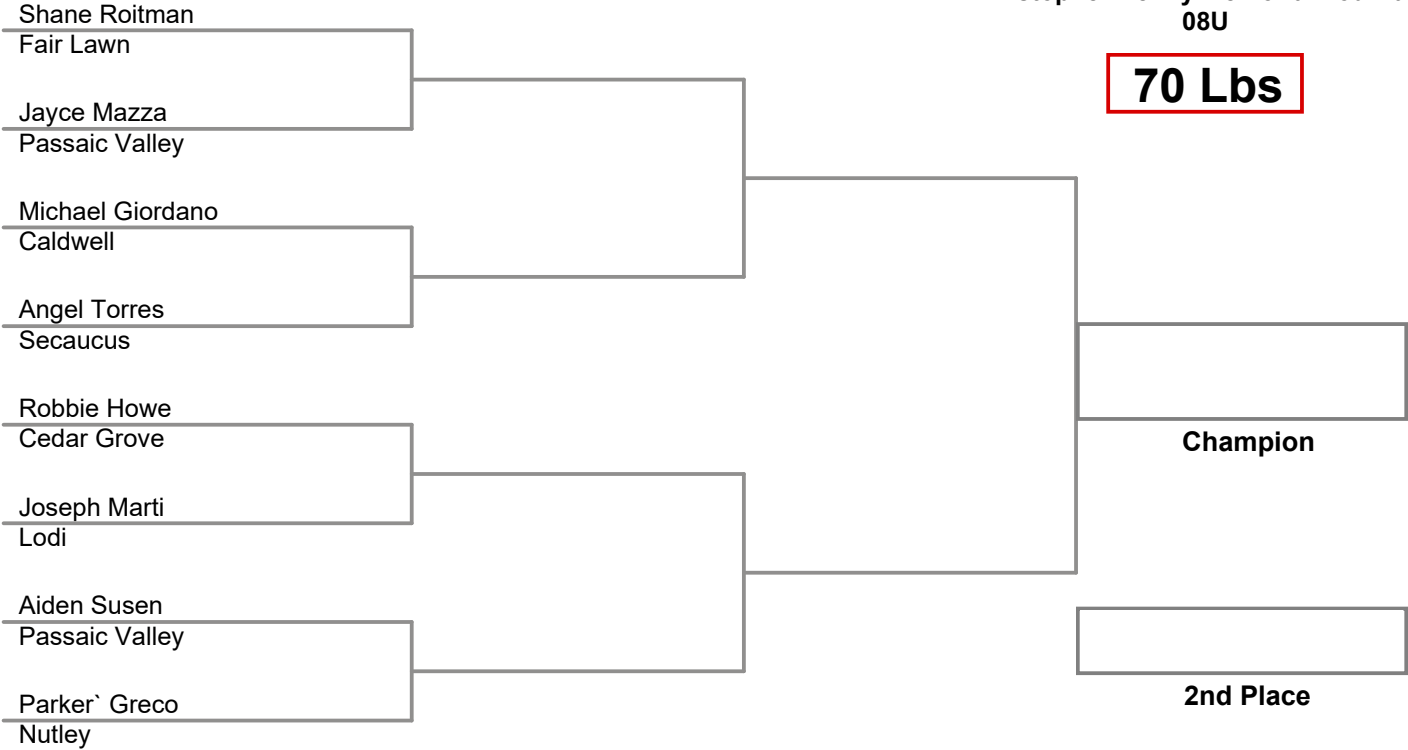 08U
70 Lbs
Shane Roitman
Fair Lawn
Jayce Mazza
Passaic Valley
Michael Giordano
Caldwell
Angel Torres
Secaucus
Robbie Howe
Cedar Grove
Joseph Marti
Lodi
Aiden Susen
Passaic Valley
Parker` Greco
Nutley
Champion
2nd Place